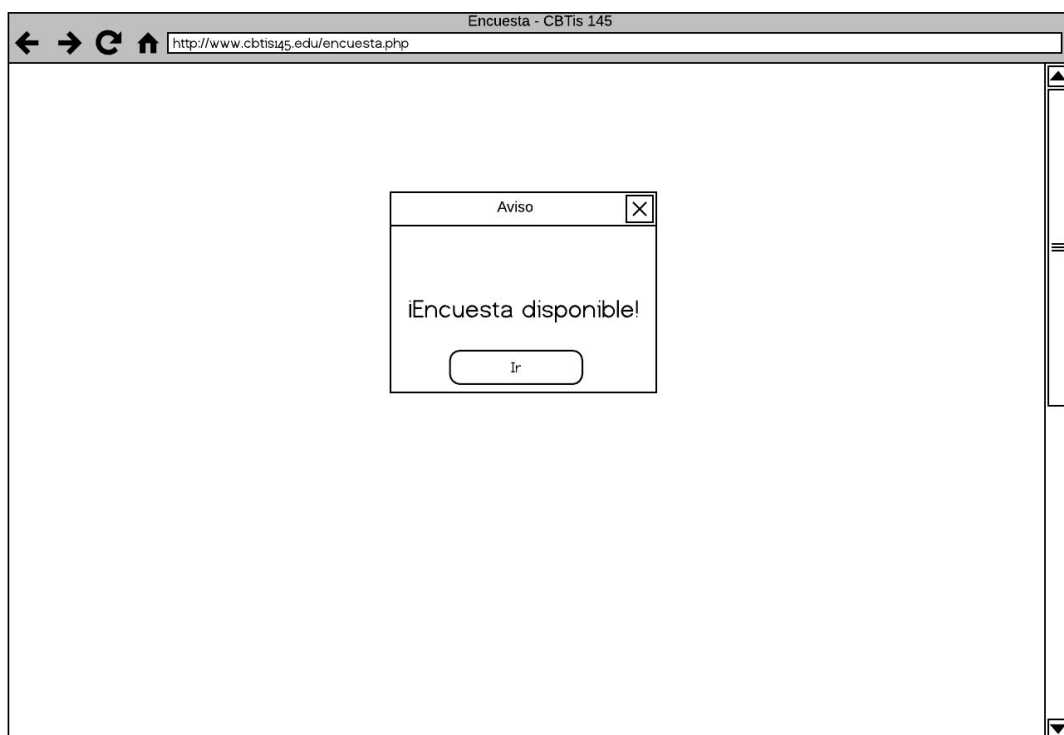 Encuesta - CBTis 145
http://www.cbtis145.edu/encuesta.php
Aviso
¡Encuesta disponible!
Ir